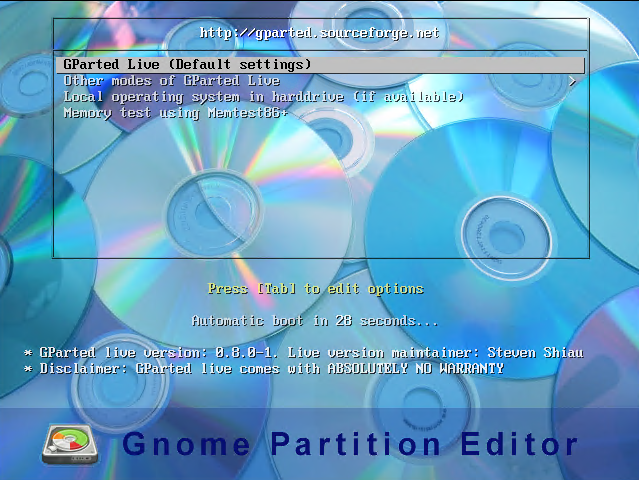 http://gparted.sourceforge.net
GParted Live (Default settings)
Other modes of GParted Live >
Local operating system in harddrive (if available)
Memory test using Memtest86+
Press [Tab] to edit options
Automatic boot in 28 seconds...
* GParted live version: 0.8.0-1. Live version maintainer: Steven Shiau
* Disclaimer: GParted live comes with ABSOLUTELY NO WARRANTY
Gnome Partition Editor